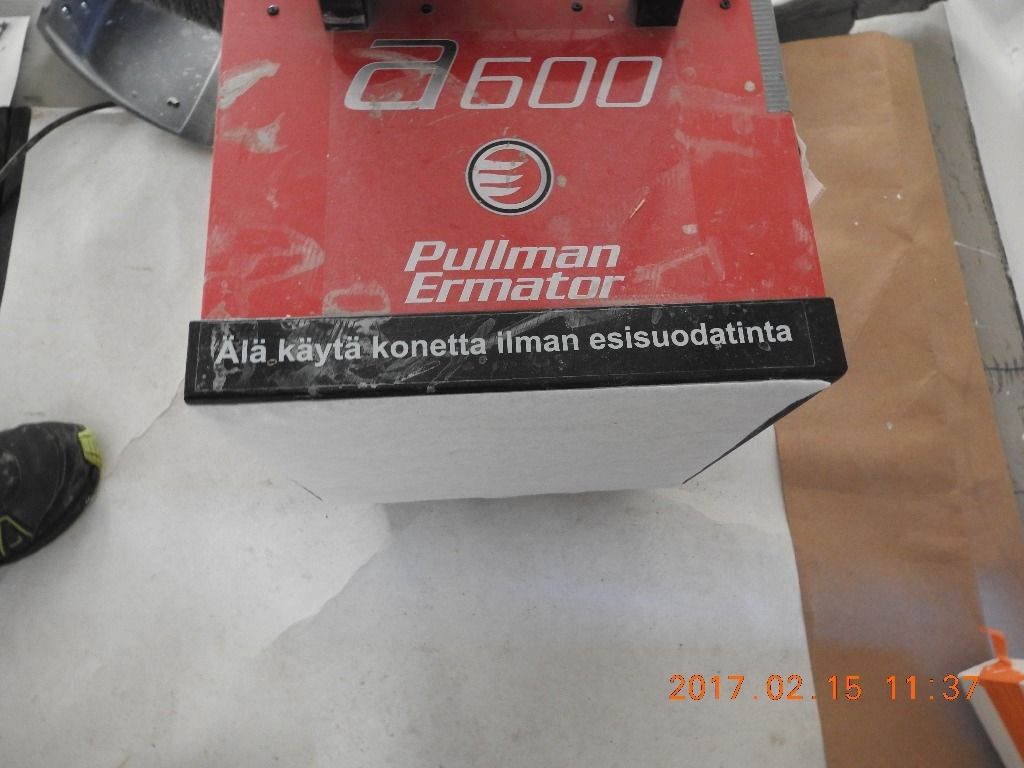 a600
Pullman
Ermator
Älä käytä konetta ilman esisuodatinta
2017.02.15 11:37